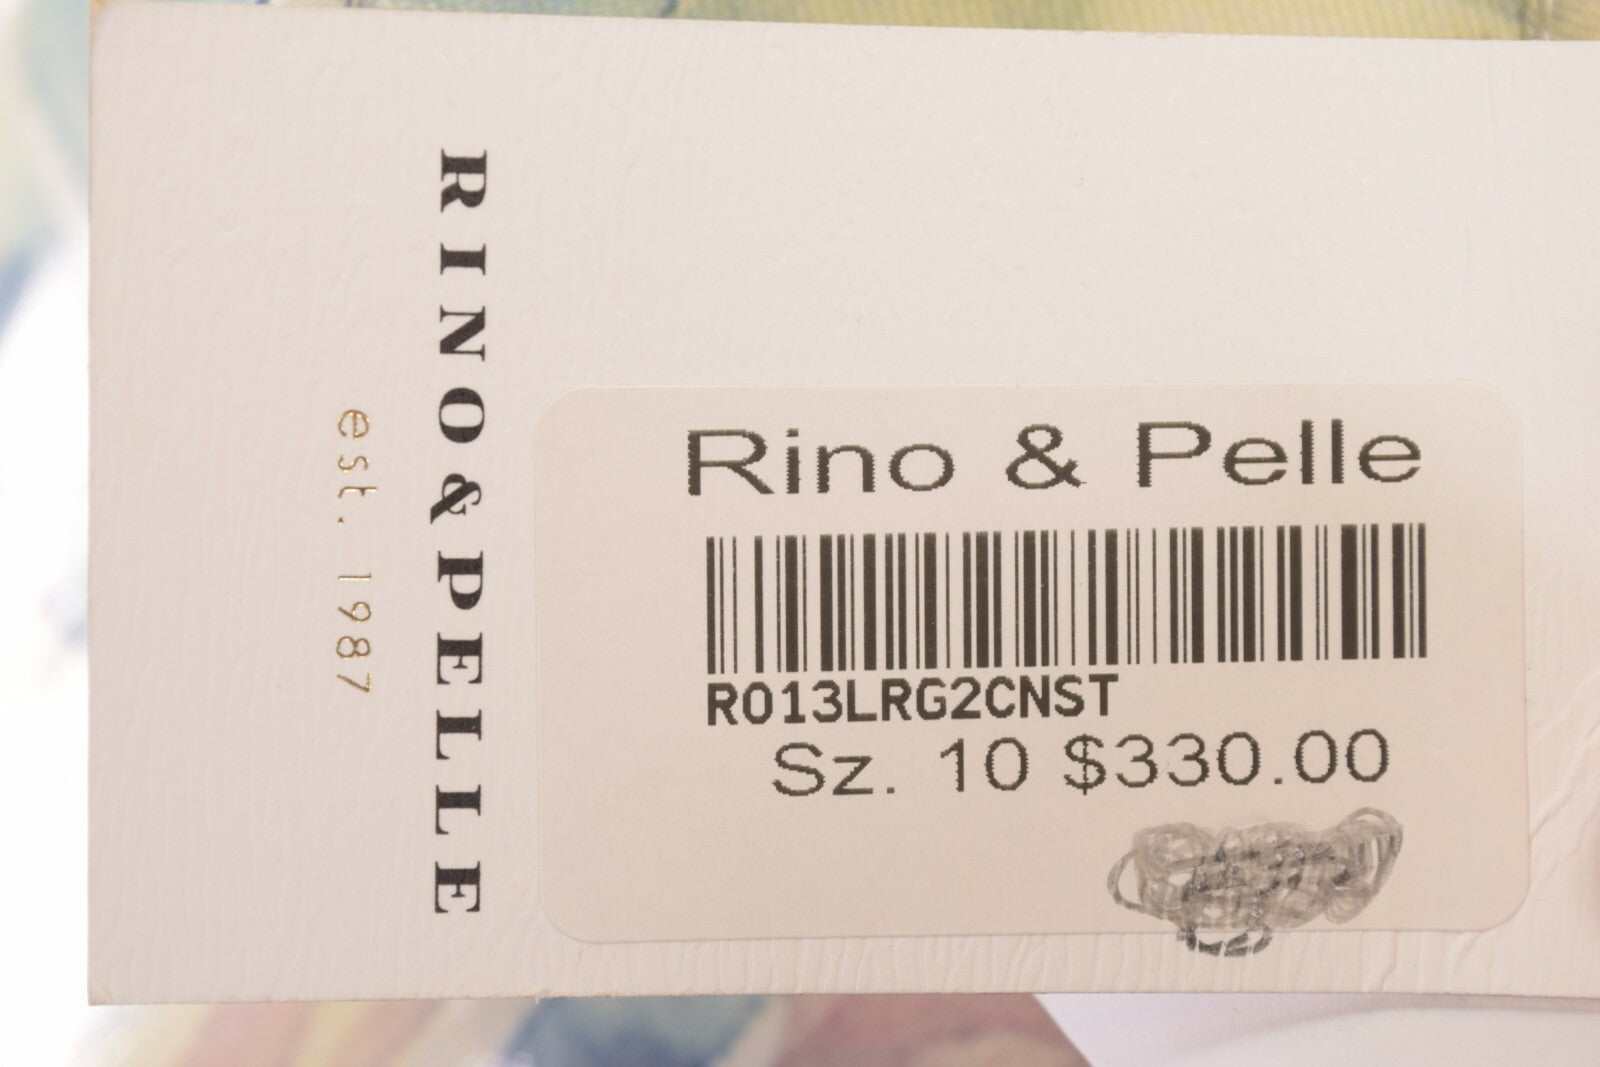 RINO&PELLE
est. 1987
Rino & Pelle
R013LRG2CNST
Sz. 10 $330.00